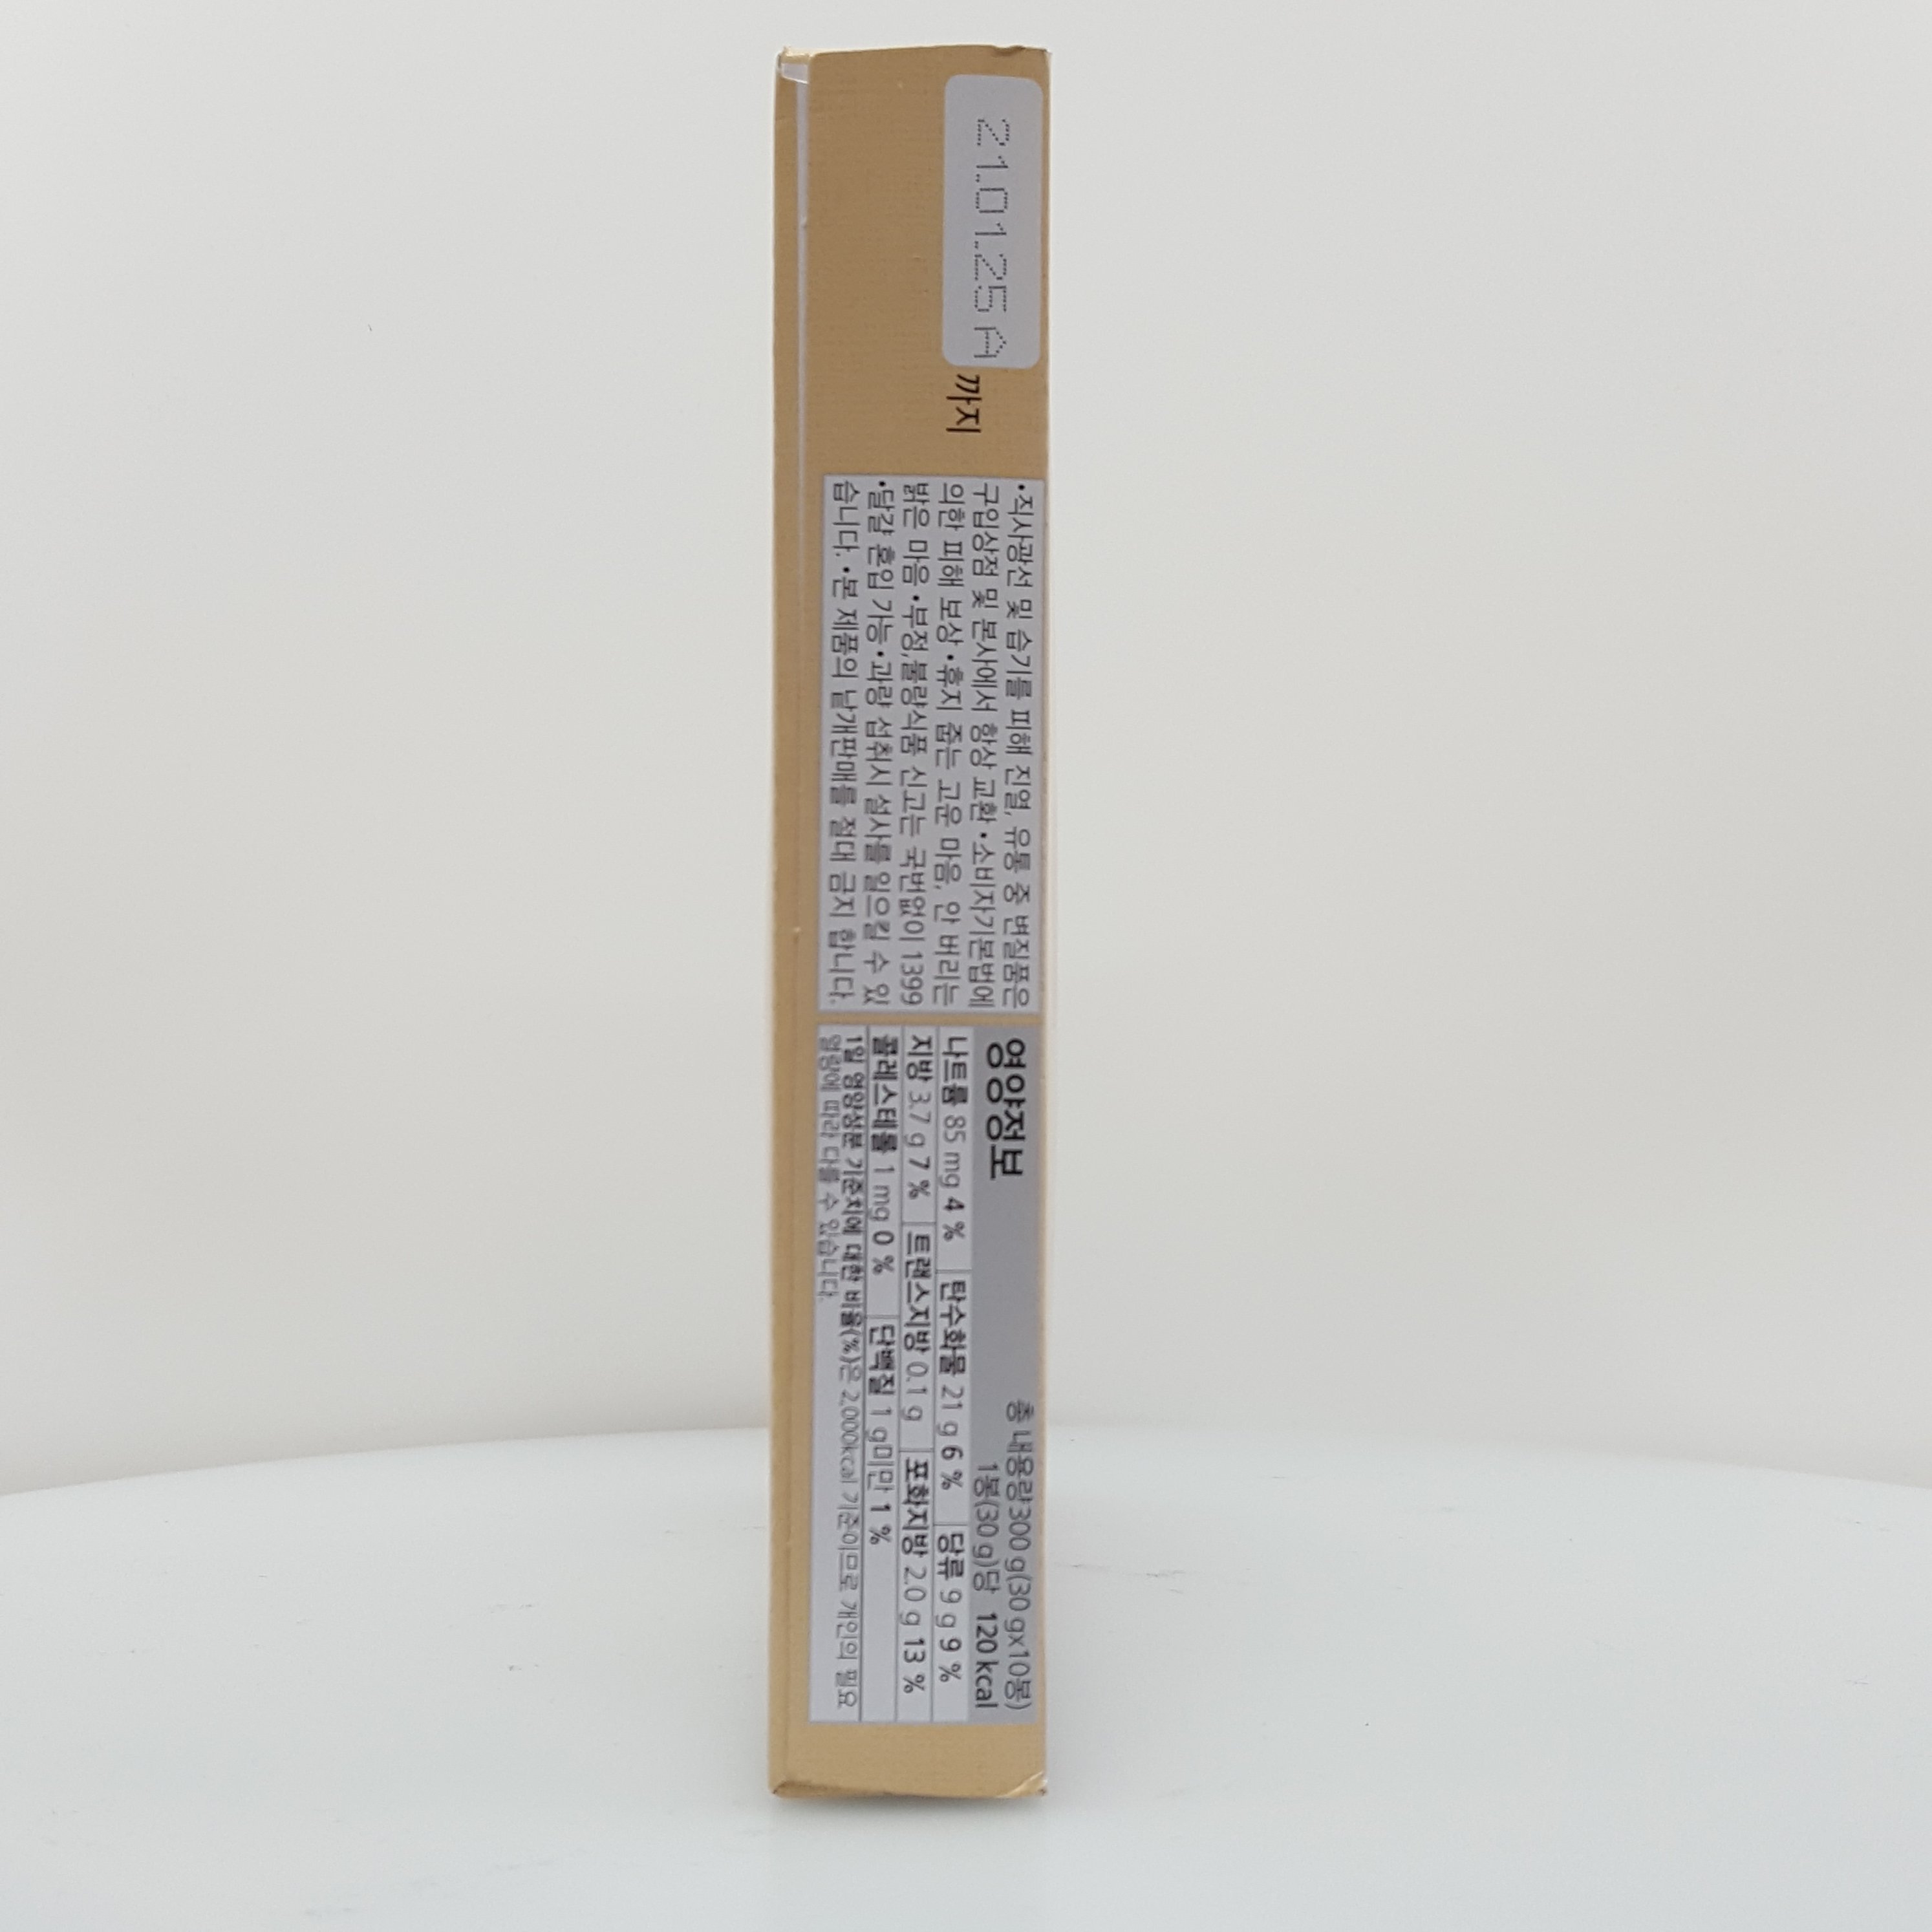 21.01.25 A
까지
•직사광선 및 습기를 피해 진열, 유통 중 변질품은
구입상점 및 본사에서 항상 교환 •소비자기본법에
의한 피해 보상 •휴지 줍는 고운 마음, 안 버리는
밝은 마음 •부정,불량식품 신고는 국번없이 1399
•달걀 혼입 가능 •과량 섭취시 설사를 일으킬 수 있
습니다. •본 제품의 낱개판매를 절대 금지 합니다.
영양정보
총 내용량300 g(30 gx10봉)
1봉(30 g)당 120 kcal
나트륨 85 mg 4 % 탄수화물 21 g 6 % 당류 9 g 9 %
지방 3.7 g 7 % 트랜스지방 0.1 g 포화지방 2.0 g 13 %
콜레스테롤 1 mg 0 % 단백질 1 g미만 1 %
1일 영양성분 기준치에 대한 비율(%)은 2,000kcal 기준이므로 개인의 필요
열량에 따라 다를 수 있습니다.